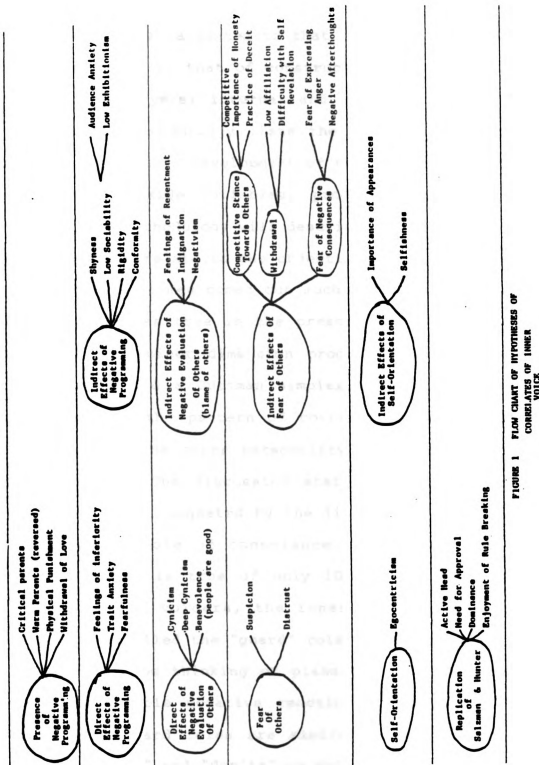 Presence
of
Negative
Programming
Critical parents
Warm Parents (reversed)
Physical Punishment
Withdrawal of Love
Direct
Effects of
Negative
Programming
Feelings of Inferiority
Trait Anxiety
Fearfulness
Indirect
Effects of
Negative
Programming
Shyness
Low Sociability
Rigidity
Conformity
Audience Anxiety
Low Exhibitionism
Direct
Effects of
Negative
Evaluation
Of Others
Cynicism
Deep Cynicism
Benevolence
(people are good)
Indirect Effects of
Negative Evaluation
Of Others
(blame of others)
Feelings of Resentment
Indignation
Negativism
Fear
Of
Others
Suspicion
Distrust
Indirect Effects Of
Fear of Others
Competitive Stance
Towards Others
Competitive
Importance of Honesty
Practice of Deceit
Withdrawal
Low Affiliation
Difficulty with Self
Revelation
Fear of Negative
Consequences
Fear of Expressing
Anger
Negative Afterthoughts
Self-Orientation
Egocentricism
Indirect Effects of
Self-Orientation
Importance of Appearances
Selfishness
Replication
of
Salzman & Hunter
Active Head
Need for Approval
Dominance
Enjoyment of Rule Breaking
FIGURE 1 FLOW CHART OF HYPOTHESES OF
CORRELATES OF INNER
VOICE